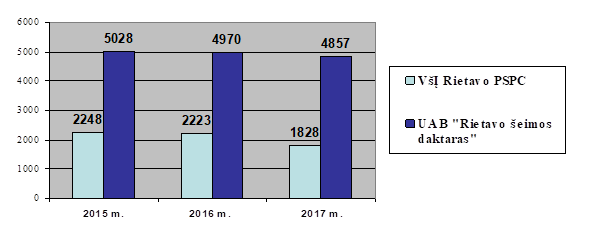 6000
5000
4000
3000
2000
1000
0
5028
4970
4857
2248
2223
1828
2015 m.
2016 m.
2017 m.
VšĮ Rietavo PSPC
UAB "Rietavo šeimos
daktaras"